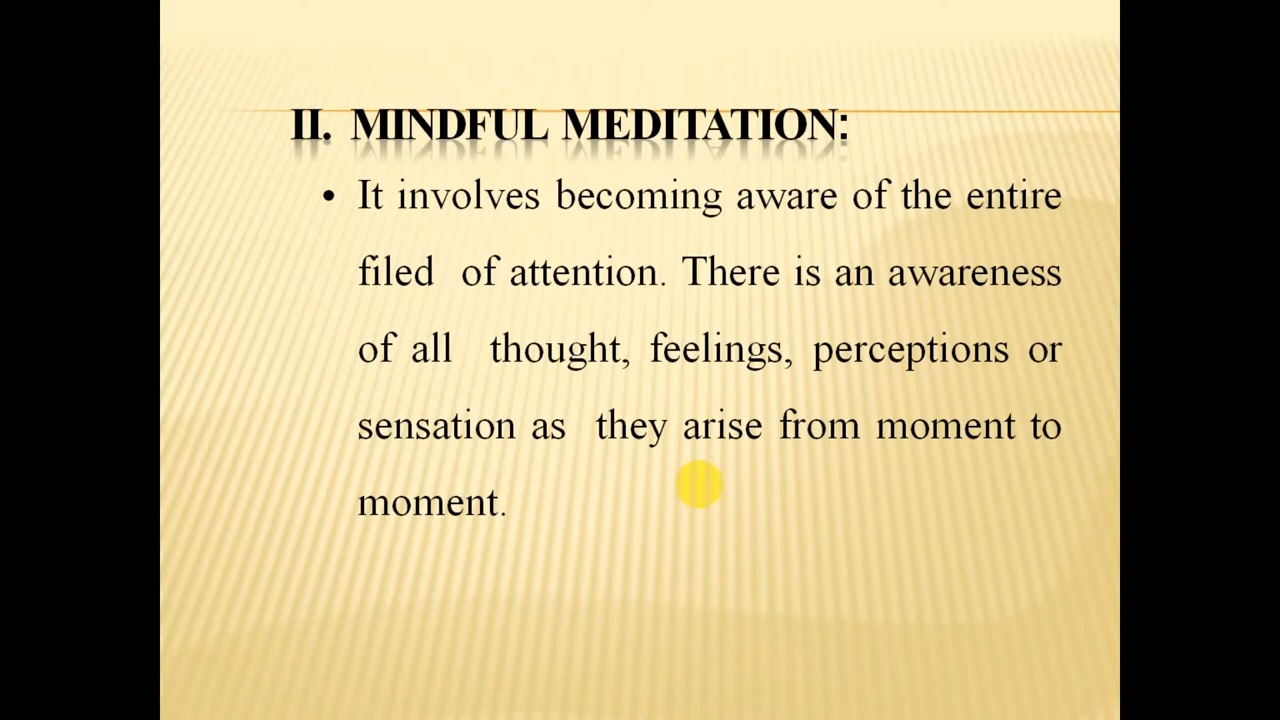 II. MINDFUL MEDITATION:
• It involves becoming aware of the entire
filed of attention. There is an awareness
of all thought, feelings, perceptions or
sensation as they arise from moment to
moment.